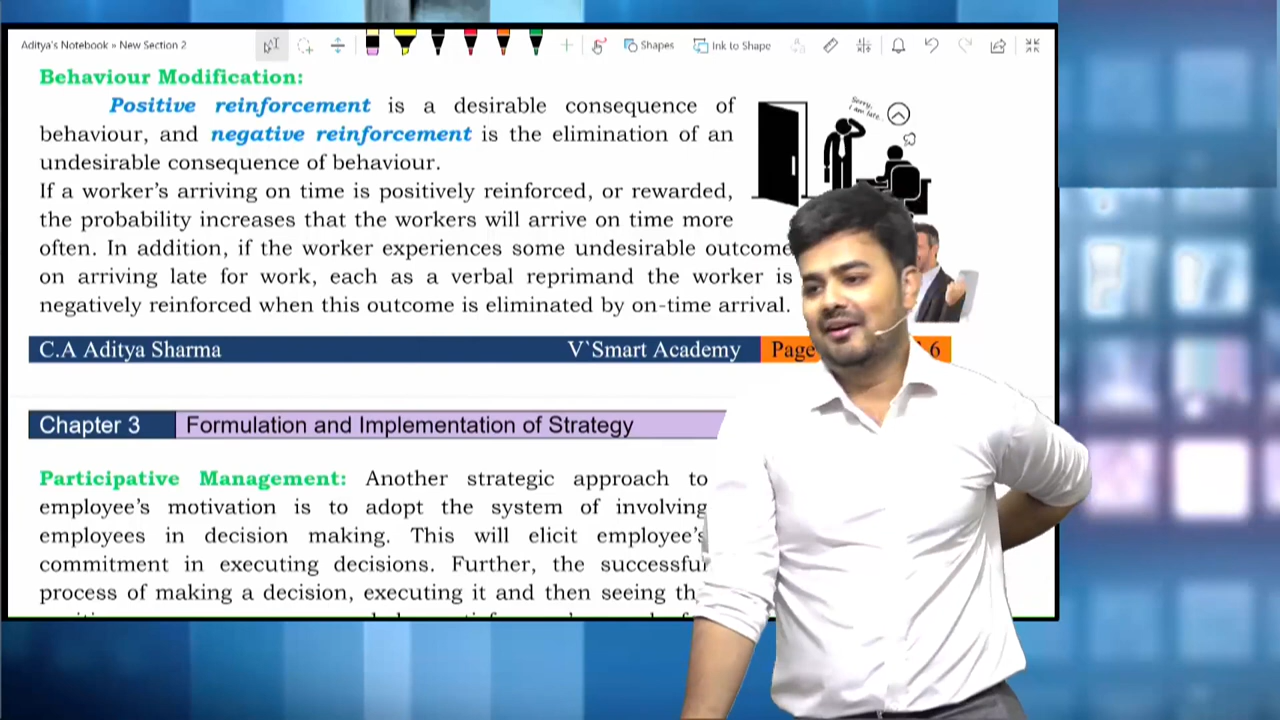 Aditya's Notebook » New Section 2
Shapes
Ink to Shape
Behaviour Modification:
Positive reinforcement is a desirable consequence of
behaviour, and negative reinforcement is the elimination of an
undesirable consequence of behaviour.
If a worker's arriving on time is positively reinforced, or rewarded,
the probability increases that the workers will arrive on time more
often. In addition, if the worker experiences some undesirable outcome
on arriving late for work, each as a verbal reprimand the worker is
negatively reinforced when this outcome is eliminated by on-time arrival.
Sorry,
I am late..
C.A Aditya Sharma V`Smart Academy Page 6
Chapter 3 Formulation and Implementation of Strategy
Participative Management: Another strategic approach to
employee's motivation is to adopt the system of involving
employees in decision making. This will elicit employee's
commitment in executing decisions. Further, the successful
process of making a decision, executing it and then seeing